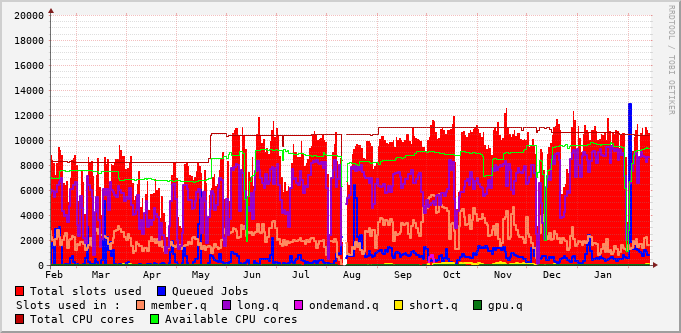 20000
18000
16000
14000
12000
10000
8000
6000
4000
2000
0
Feb Mar Apr May Jun Jul Aug Sep Oct Nov Dec Jan
RRDTOOL / TOBI OETIKER
Total slots used Queued Jobs
Slots used in : member.q long.q ondemand.q short.q gpu.q
Total CPU cores Available CPU cores